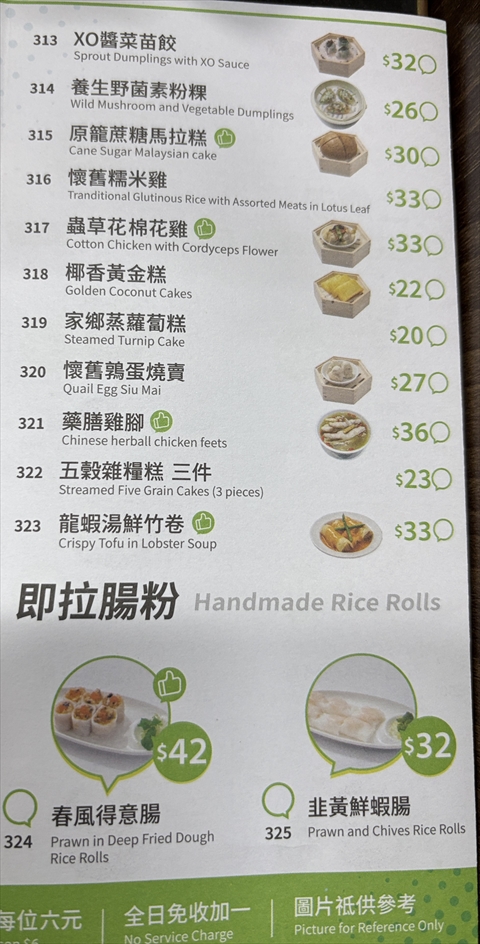 313 XO醬菜苗餃 $32
Sprout Dumplings with XO Sauce
314 養生野菌素粉粿 $26
Wild Mushroom and Vegetable Dumplings
315 原籠蔗糖馬拉糕 $30
Cane Sugar Malaysian cake
316 懷舊糯米雞 $33
Tranditional Glutinous Rice with Assorted Meats in Lotus Leaf
317 蟲草花棉花雞 $33
Cotton Chicken with Cordyceps Flower
318 椰香黃金糕 $22
Golden Coconut Cakes
319 家鄉蒸蘿蔔糕 $20
Steamed Turnip Cake
320 懷舊鵪蛋燒賣 $27
Quail Egg Siu Mai
321 藥膳雞腳 $36
Chinese herball chicken feets
322 五穀雜糧糕 三件 $23
Streamed Five Grain Cakes (3 pieces)
323 龍蝦湯鮮竹卷 $33
Crispy Tofu in Lobster Soup
即拉腸粉 Handmade Rice Rolls
$42
春風得意腸
324 Prawn in Deep Fried Dough
Rice Rolls
$32
韭黃鮮蝦腸
325 Prawn and Chives Rice Rolls
每位六元
全日免收加一
No Service Charge
圖片祗供參考
Picture for Reference Only